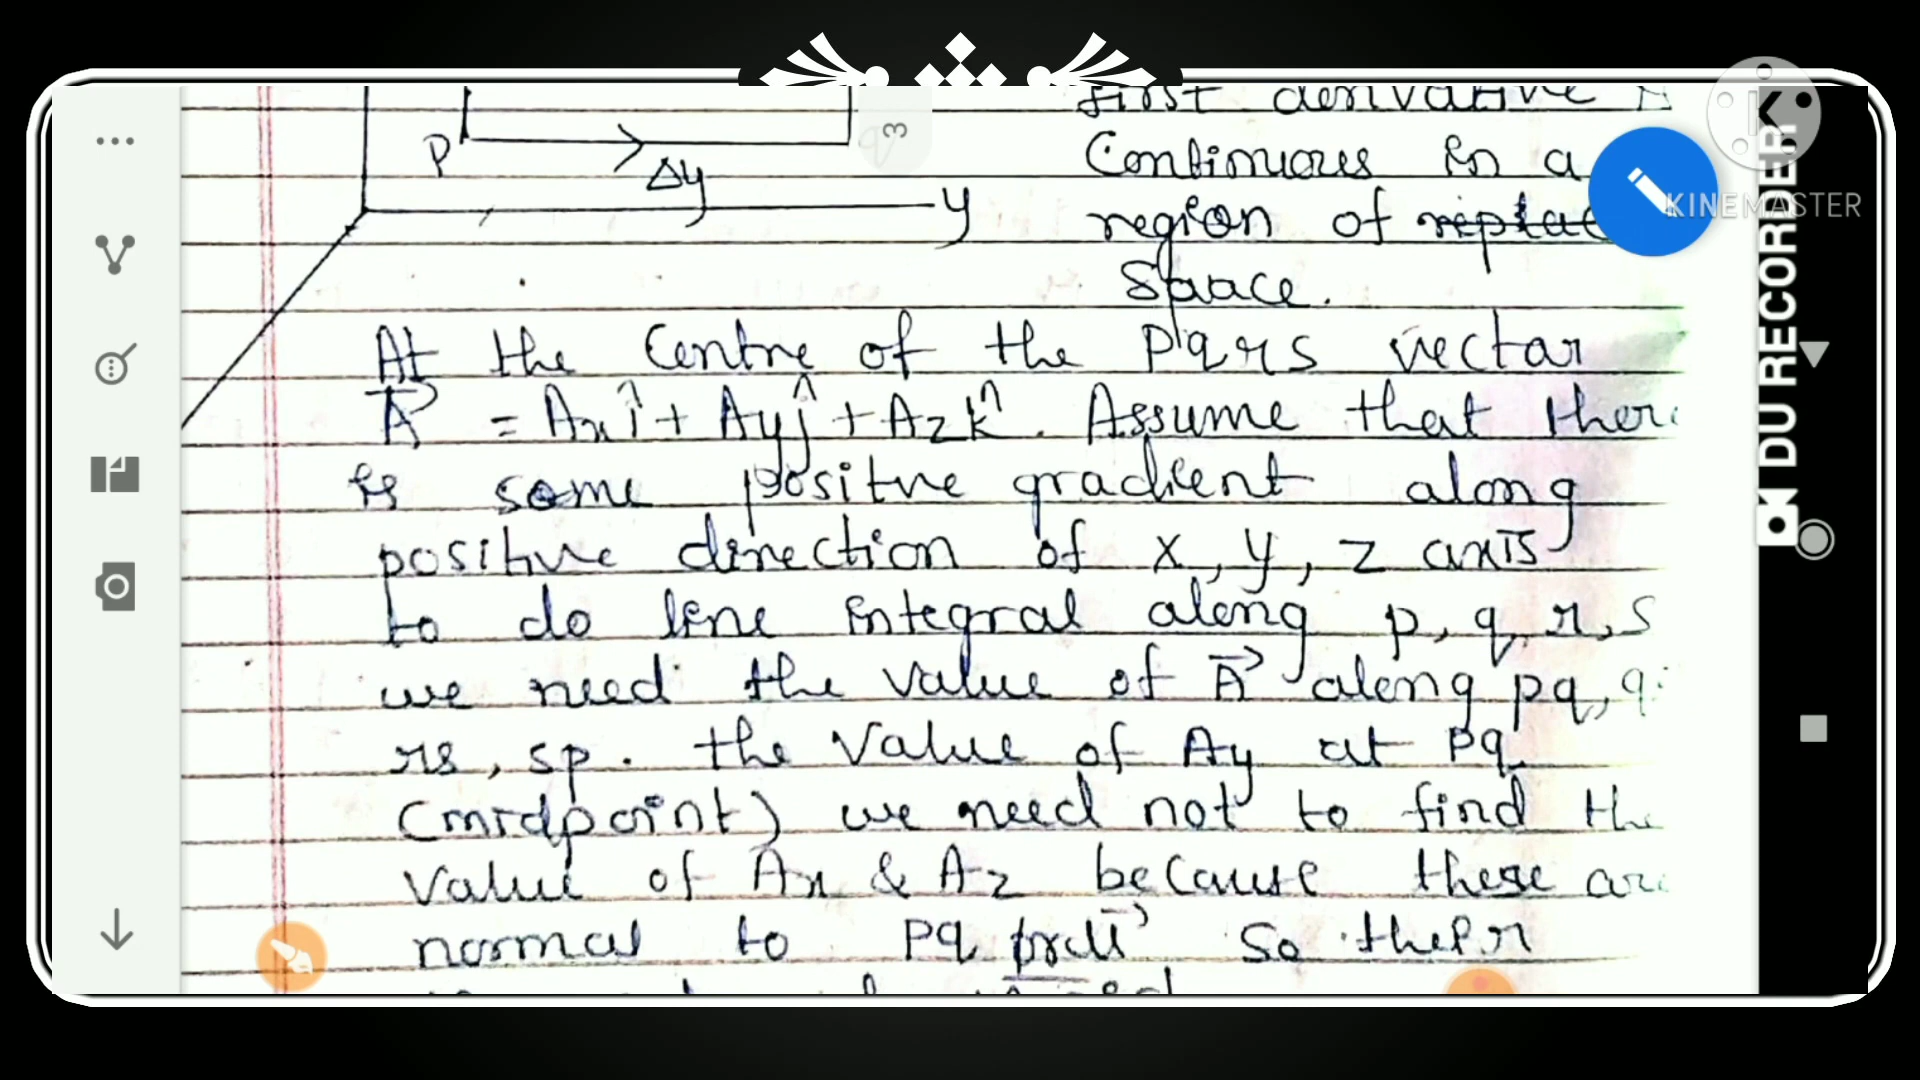 first derivative A
P
Δy
q
3
Continuous in a
y
region of replac
Space.
At the Centre of the Pqrs vector
A⃗ = Axî + Ayĵ + Azk̂. Assume that there
is some positive gradient along
positive direction of x, y, z axis
to do line integral along p, q, r, s
we need the value of A⃗ along pq, q
rs, sp. the value of Ay at Pq
(midpoint) we need not to find the
value of Ax & Az because these are
normal to Pq so their
KINEMASTER
DU RECORDER